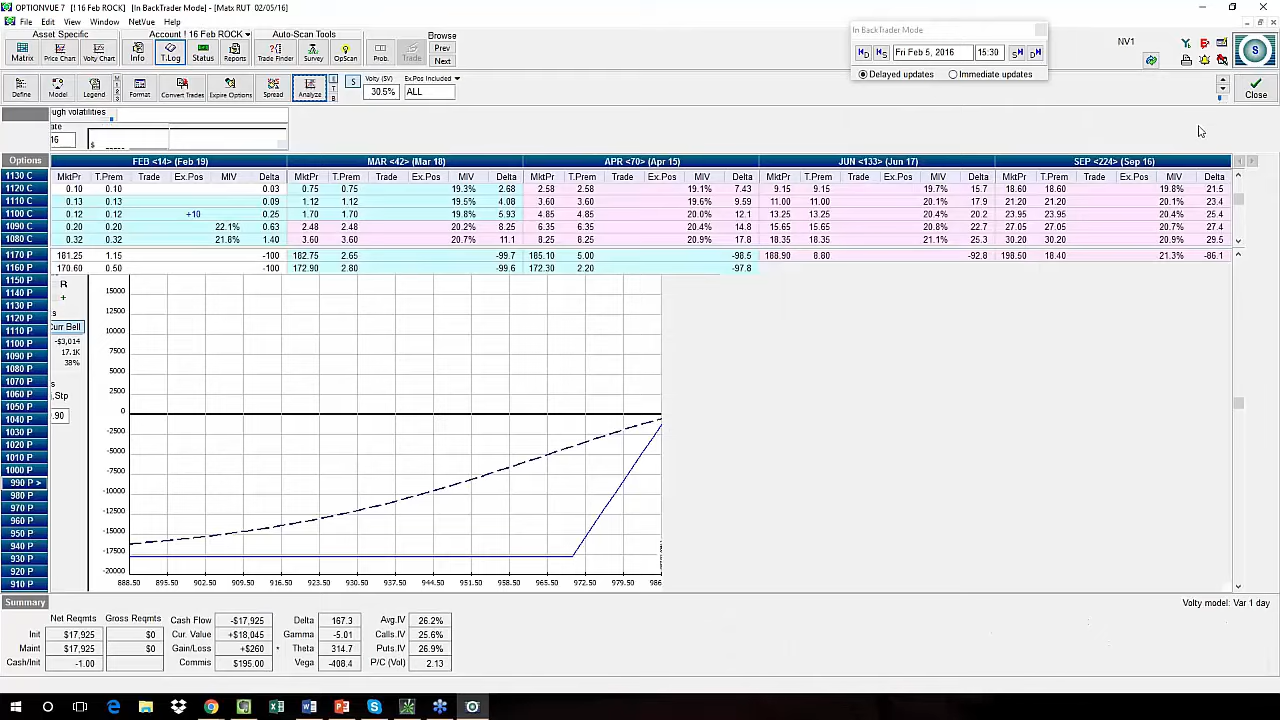 OPTIONVUE 7 [! 16 Feb ROCK] [In BackTrader Mode] - [Matx RUT 02/05/16]
File Edit View Window NetVue Help
Asset Specific Account ! 16 Feb ROCK Auto-Scan Tools Browse
Matrix Price Chart Volty Chart Info T.Log Status Reports Trade Finder Survey OpScan Prob. Trade Prev
Next
In BackTrader Mode
Fri Feb 5, 2016 15:30
Delayed updates Immediate updates
NV1
Define Model Legend Format Convert Trades Expire Options Spread Analyze S Volty (SV) Ex.Pos Included
30.5% ALL
Close
ugh volatilities
ate
16 $
Options FEB <14> (Feb 19) MAR <42> (Mar 18) APR <70> (Apr 15) JUN <133> (Jun 17) SEP <224> (Sep 16)
1130 C MktPr T.Prem Trade Ex.Pos MIV Delta MktPr T.Prem Trade Ex.Pos MIV Delta MktPr T.Prem Trade Ex.Pos MIV Delta MktPr T.Prem Trade Ex.Pos MIV Delta MktPr T.Prem Trade Ex.Pos MIV Delta
1120 C 0.10 0.10 0.03 0.75 0.75 19.3% 2.68 2.58 2.58 19.1% 7.43 9.15 9.15 19.7% 15.7 18.60 18.60 19.8% 21.5
1110 C 0.13 0.13 0.09 1.12 1.12 19.5% 4.08 3.60 3.60 19.6% 9.59 11.00 11.00 20.1% 17.9 21.20 21.20 20.1% 23.4
1100 C 0.12 0.12 +10 0.25 1.70 1.70 19.8% 5.93 4.85 4.85 20.0% 12.1 13.25 13.25 20.4% 20.2 23.95 23.95 20.4% 25.4
1090 C 0.20 0.20 22.1% 0.63 2.48 2.48 20.2% 8.25 6.35 6.35 20.4% 14.8 15.65 15.65 20.8% 22.7 27.05 27.05 20.7% 27.4
1080 C 0.32 0.32 21.8% 1.40 3.60 3.60 20.7% 11.1 8.25 8.25 20.9% 17.8 18.35 18.35 21.1% 25.3 30.20 30.20 20.9% 29.5
1170 P 181.25 1.15 -100 182.75 2.65 -99.7 185.10 5.00 -98.5 188.90 8.80 -92.8 198.50 18.40 21.3% -86.1
1160 P 170.60 0.50 -100 172.90 2.80 -99.6 172.30 2.20 -97.8
1150 P
1140 P
1130 P
1120 P
1110 P
1100 P
1090 P
1080 P
1070 P
1060 P
1050 P
1040 P
1030 P
1020 P
1010 P
1000 P
990 P >
980 P
970 P
960 P
950 P
940 P
930 P
920 P
910 P
R
+
s
Curr Bell
-$3,014
17.1K
38%
s
.Stp
.90
15000
12500
10000
7500
5000
2500
0
-2500
-5000
-7500
-10000
-12500
-15000
-17500
-20000
888.50 895.50 902.50 909.50 916.50 923.50 930.50 937.50 944.50 951.50 958.50 965.50 972.50 979.50 986
Summary Volty model: Var 1 day
Net Reqmts Gross Reqmts Cash Flow -$17,925 Delta 167.3 Avg.IV 26.2%
Init $17,925 $0 Cur. Value +$18,045 Gamma -5.01 Calls.IV 25.6%
Maint $17,925 $0 Gain/Loss +$260 * Theta 314.7 Puts.IV 26.9%
Cash/Init -1.00 Commis $195.00 Vega -408.4 P/C (Vol) 2.13